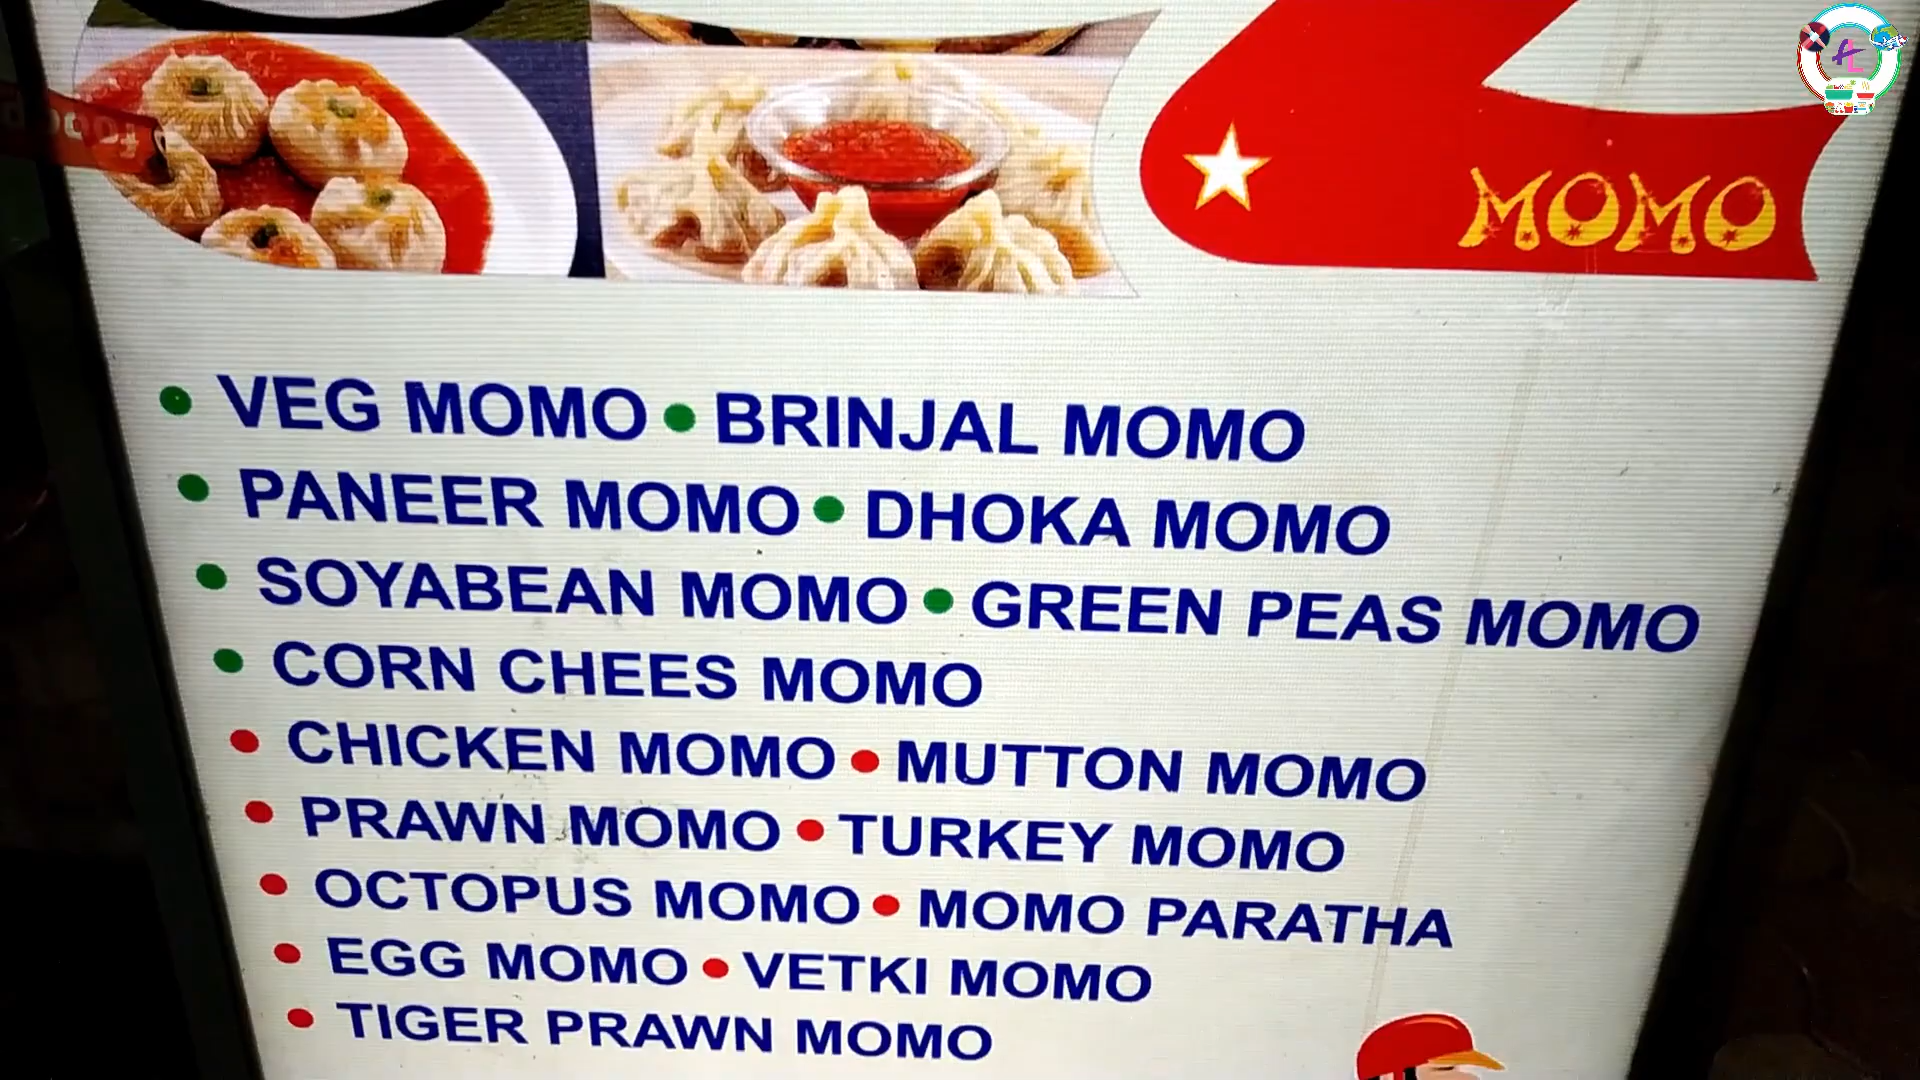 MOMO
• VEG MOMO • BRINJAL MOMO
• PANEER MOMO • DHOKA MOMO
• SOYABEAN MOMO • GREEN PEAS MOMO
• CORN CHEES MOMO
• CHICKEN MOMO • MUTTON MOMO
• PRAWN MOMO • TURKEY MOMO
• OCTOPUS MOMO • MOMO PARATHA
• EGG MOMO • VETKI MOMO
• TIGER PRAWN MOMO